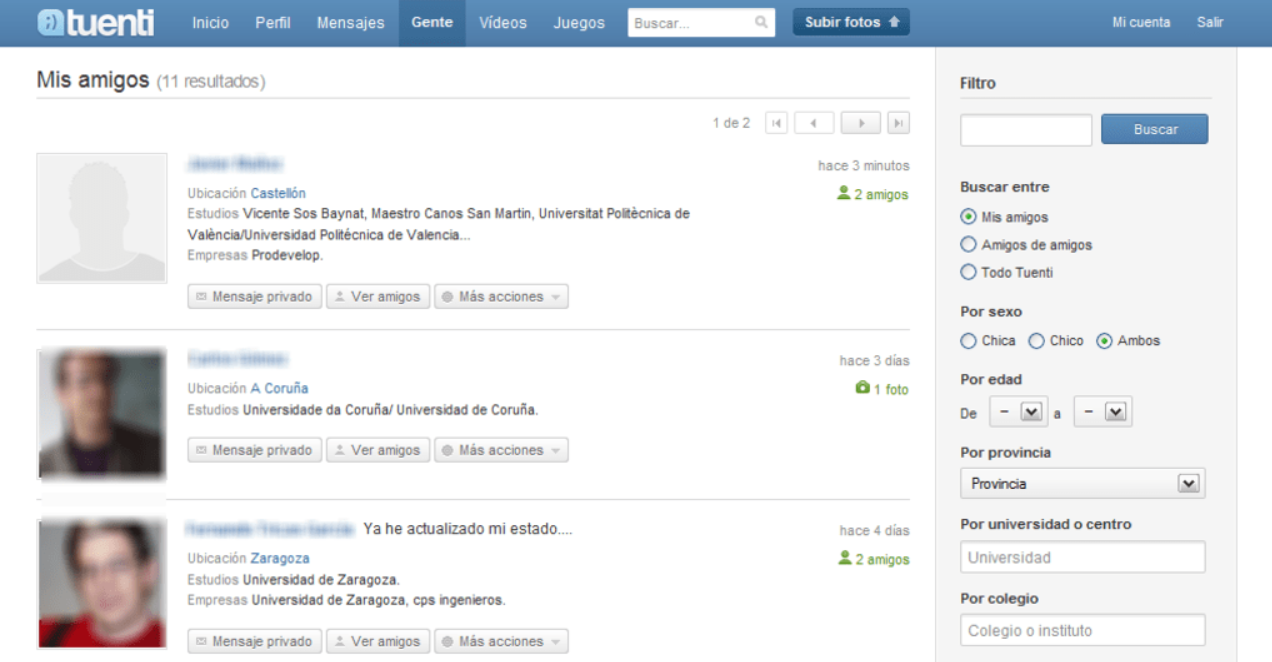 tuenti Inicio Perfil Mensajes Gente Vídeos Juegos Buscar... Subir fotos Mi cuenta Salir
Mis amigos (11 resultados)
1 de 2
hace 3 minutos
Ubicación Castellón
2 amigos
Estudios Vicente Sos Baynat, Maestro Canos San Martin, Universitat Politècnica de
València/Universidad Politécnica de Valencia...
Empresas Prodevelop.
Mensaje privado Ver amigos Más acciones
hace 3 días
Ubicación A Coruña
1 foto
Estudios Universidade da Coruña/ Universidad de Coruña.
Mensaje privado Ver amigos Más acciones
Ya he actualizado mi estado....
hace 4 días
Ubicación Zaragoza
2 amigos
Estudios Universidad de Zaragoza.
Empresas Universidad de Zaragoza, cps ingenieros.
Mensaje privado Ver amigos Más acciones
Filtro
Buscar
Buscar entre
Mis amigos
Amigos de amigos
Todo Tuenti
Por sexo
Chica Chico Ambos
Por edad
De – a –
Por provincia
Provincia
Por universidad o centro
Universidad
Por colegio
Colegio o instituto